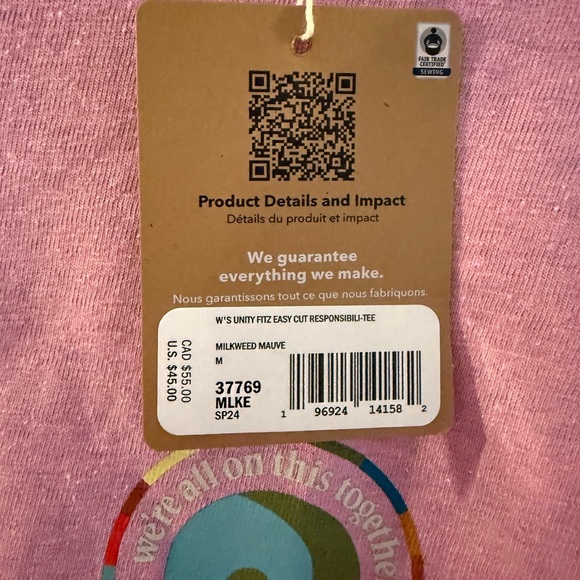 FAIR TRADE
CERTIFIED
SEWING
Product Details and Impact
Détails du produit et impact
We guarantee
everything we make.
Nous garantissons tout ce que nous fabriquons.
W'S UNITY FITZ EASY CUT RESPONSIBILI-TEE
MILKWEED MAUVE
M
37769
MLKE
SP24
CAD $55.00
U.S. $45.00
1 96924 14158 2
we're all on this togethe